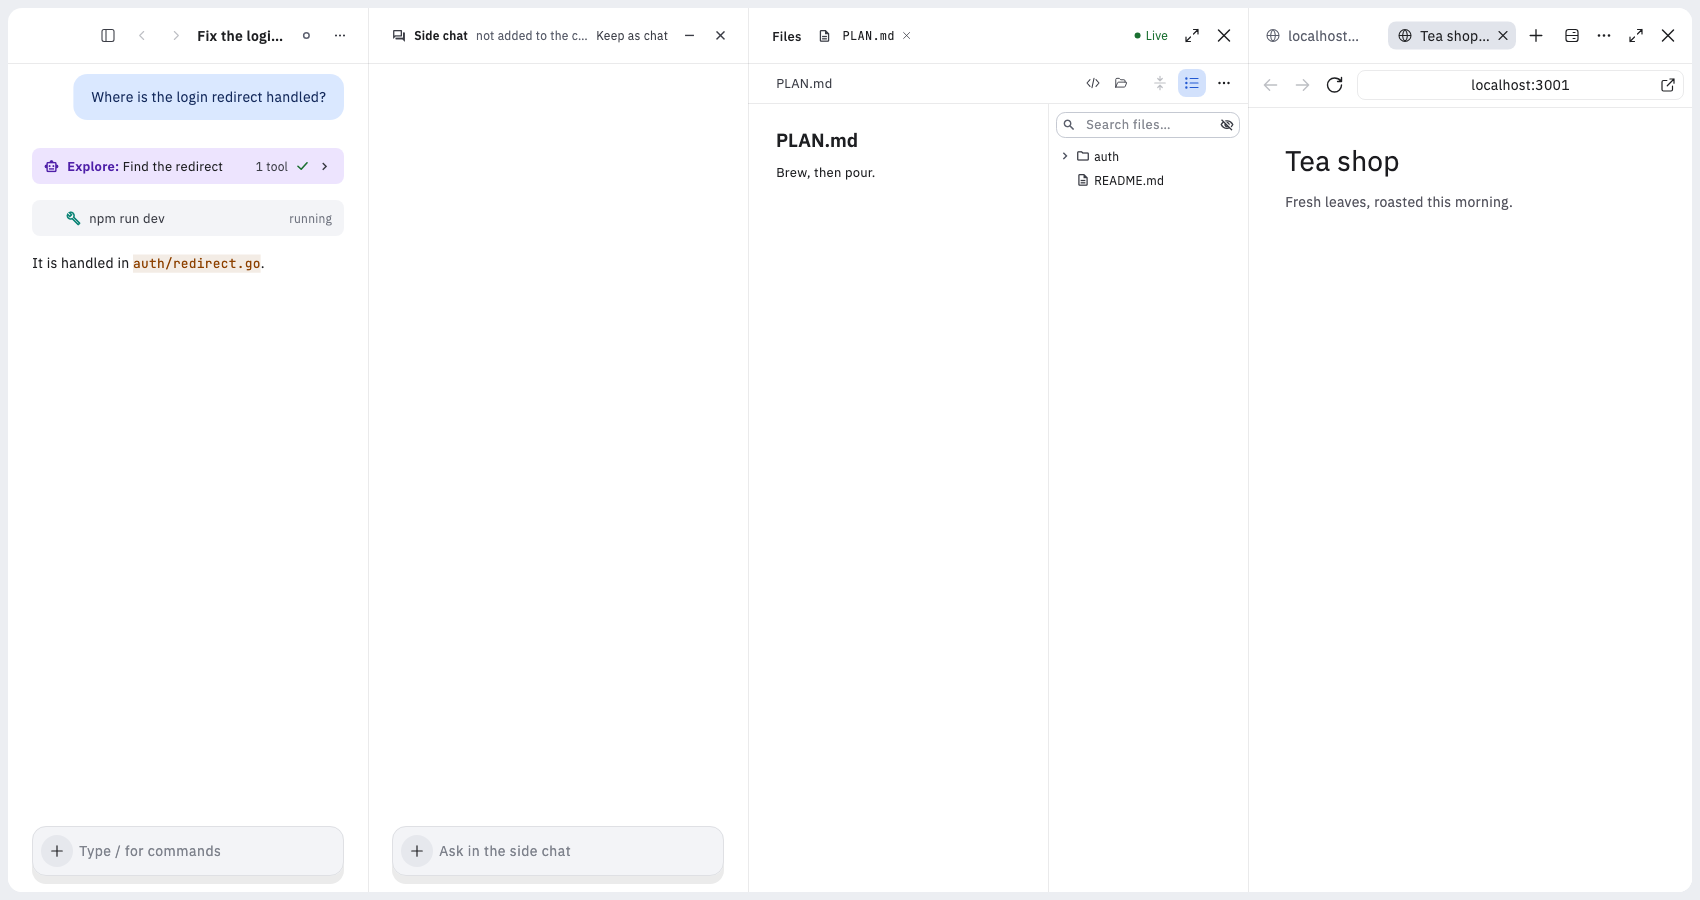 Fix the logi...
Where is the login redirect handled?
Explore: Find the redirect 1 tool
npm run dev running
It is handled in auth/redirect.go.
Type / for commands
Side chat not added to the c... Keep as chat
Ask in the side chat
Files PLAN.md Live
PLAN.md
PLAN.md
Brew, then pour.
Search files...
auth
README.md
localhost... Tea shop...
localhost:3001
Tea shop
Fresh leaves, roasted this morning.